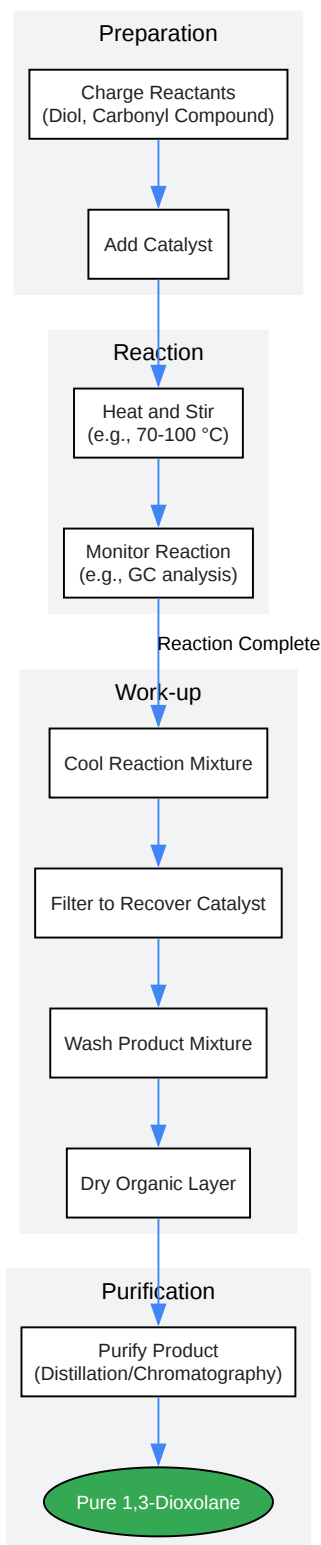 Preparation
Charge Reactants
(Diol, Carbonyl Compound)
Add Catalyst
Reaction
Heat and Stir
(e.g., 70-100 °C)
Monitor Reaction
(e.g., GC analysis)
Reaction Complete
Work-up
Cool Reaction Mixture
Filter to Recover Catalyst
Wash Product Mixture
Dry Organic Layer
Purification
Purify Product
(Distillation/Chromatography)
Pure 1,3-Dioxolane